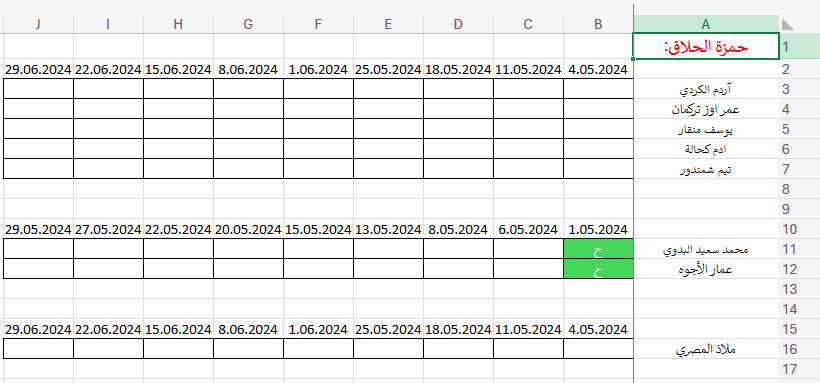 A B C D E F G H I J
1 حمزة الحلاق:
2 4.05.2024 11.05.2024 18.05.2024 25.05.2024 1.06.2024 8.06.2024 15.06.2024 22.06.2024 29.06.2024
3 آردم الكردي
4 عمر اوز تركمان
5 يوسف منقار
6 ادم كحالة
7 تيم شمندور
8
9
10 1.05.2024 6.05.2024 8.05.2024 13.05.2024 15.05.2024 20.05.2024 22.05.2024 27.05.2024 29.05.2024
11 محمد سعيد البدوي ح
12 عمار الأجوه ح
13
14
15 4.05.2024 11.05.2024 18.05.2024 25.05.2024 1.06.2024 8.06.2024 15.06.2024 22.06.2024 29.06.2024
16 ملاذ المصري
17